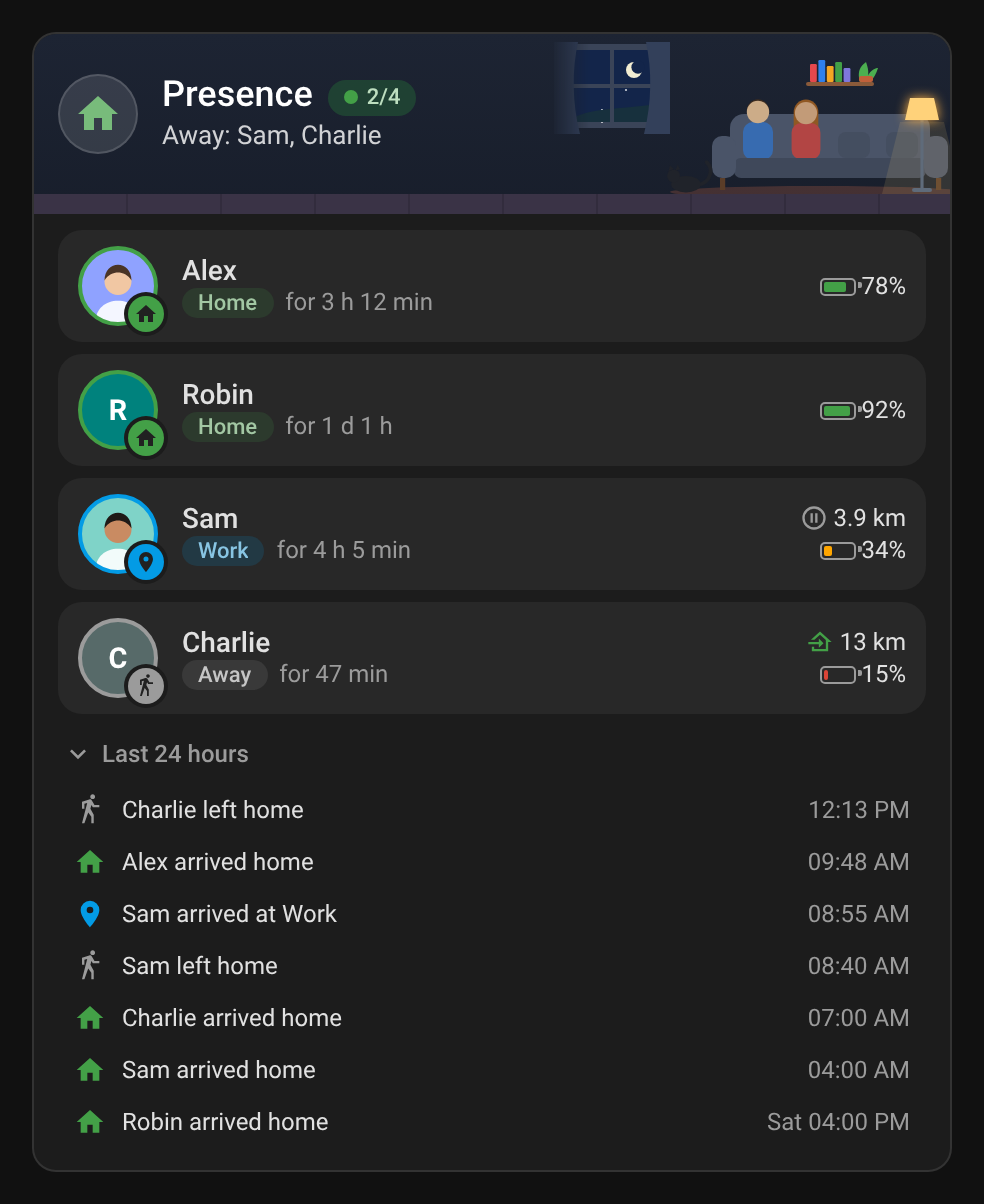 Presence 2/4
Away: Sam, Charlie
Alex
Home for 3 h 12 min
78%
R
Robin
Home for 1 d 1 h
92%
Sam
Work for 4 h 5 min
3.9 km
34%
C
Charlie
Away for 47 min
13 km
15%
Last 24 hours
Charlie left home 12:13 PM
Alex arrived home 09:48 AM
Sam arrived at Work 08:55 AM
Sam left home 08:40 AM
Charlie arrived home 07:00 AM
Sam arrived home 04:00 AM
Robin arrived home Sat 04:00 PM